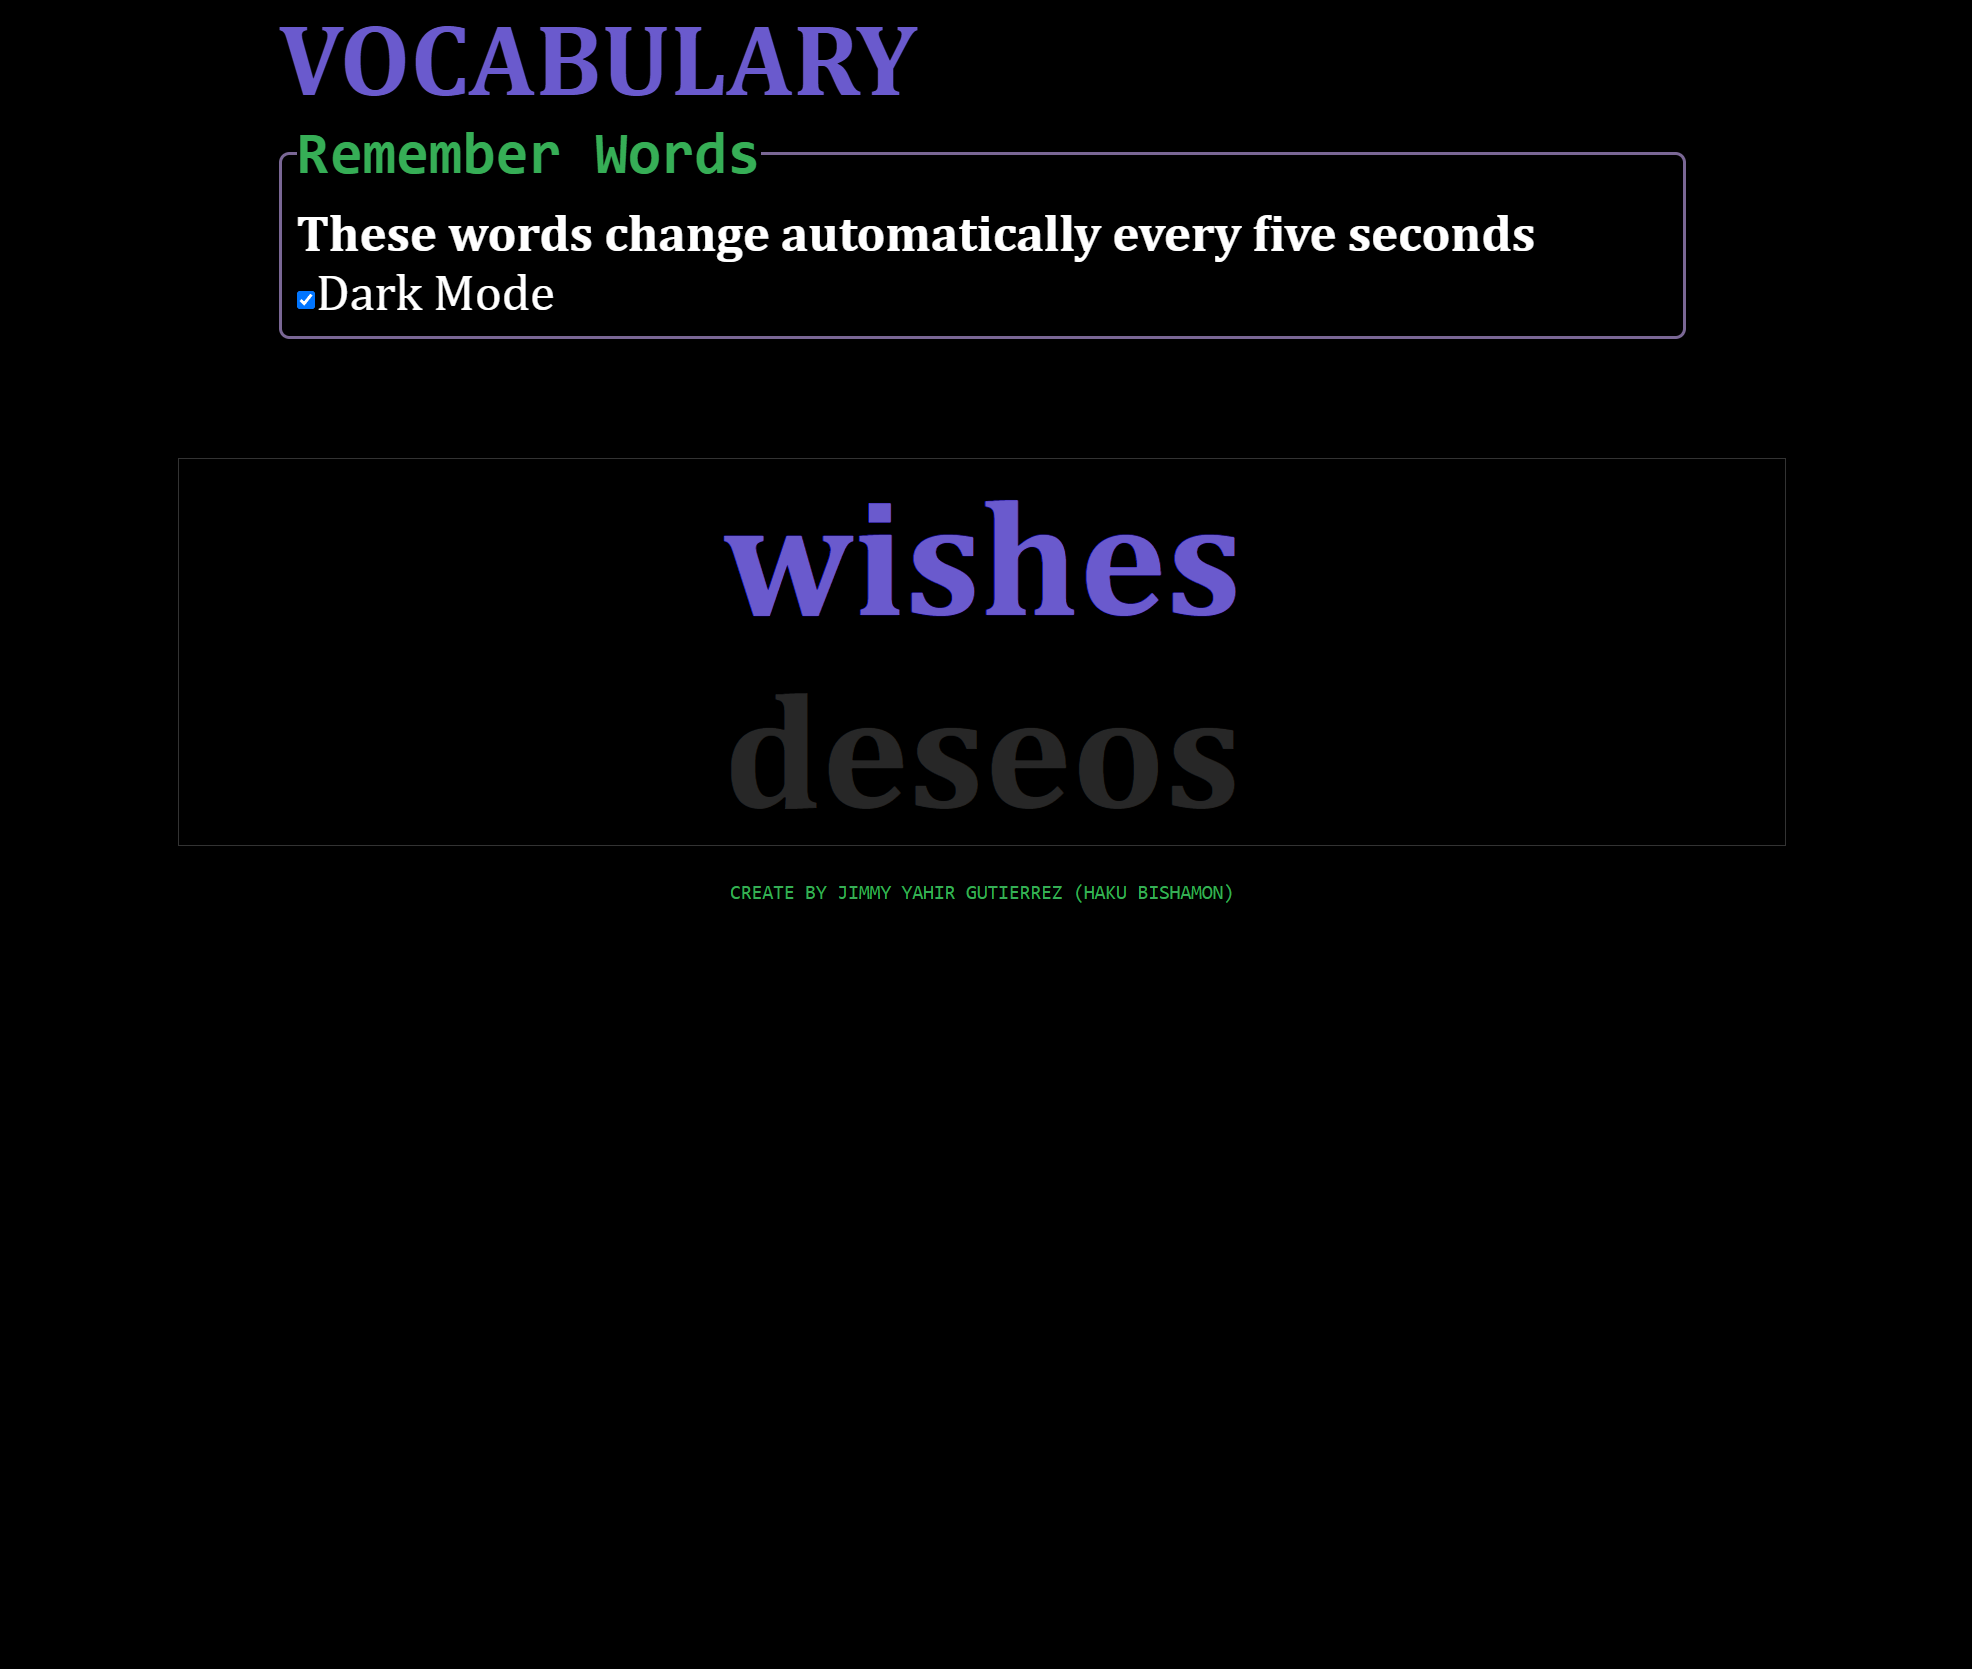 VOCABULARY
Remember Words
These words change automatically every five seconds
Dark Mode
wishes
deseos
CREATE BY JIMMY YAHIR GUTIERREZ (HAKU BISHAMON)